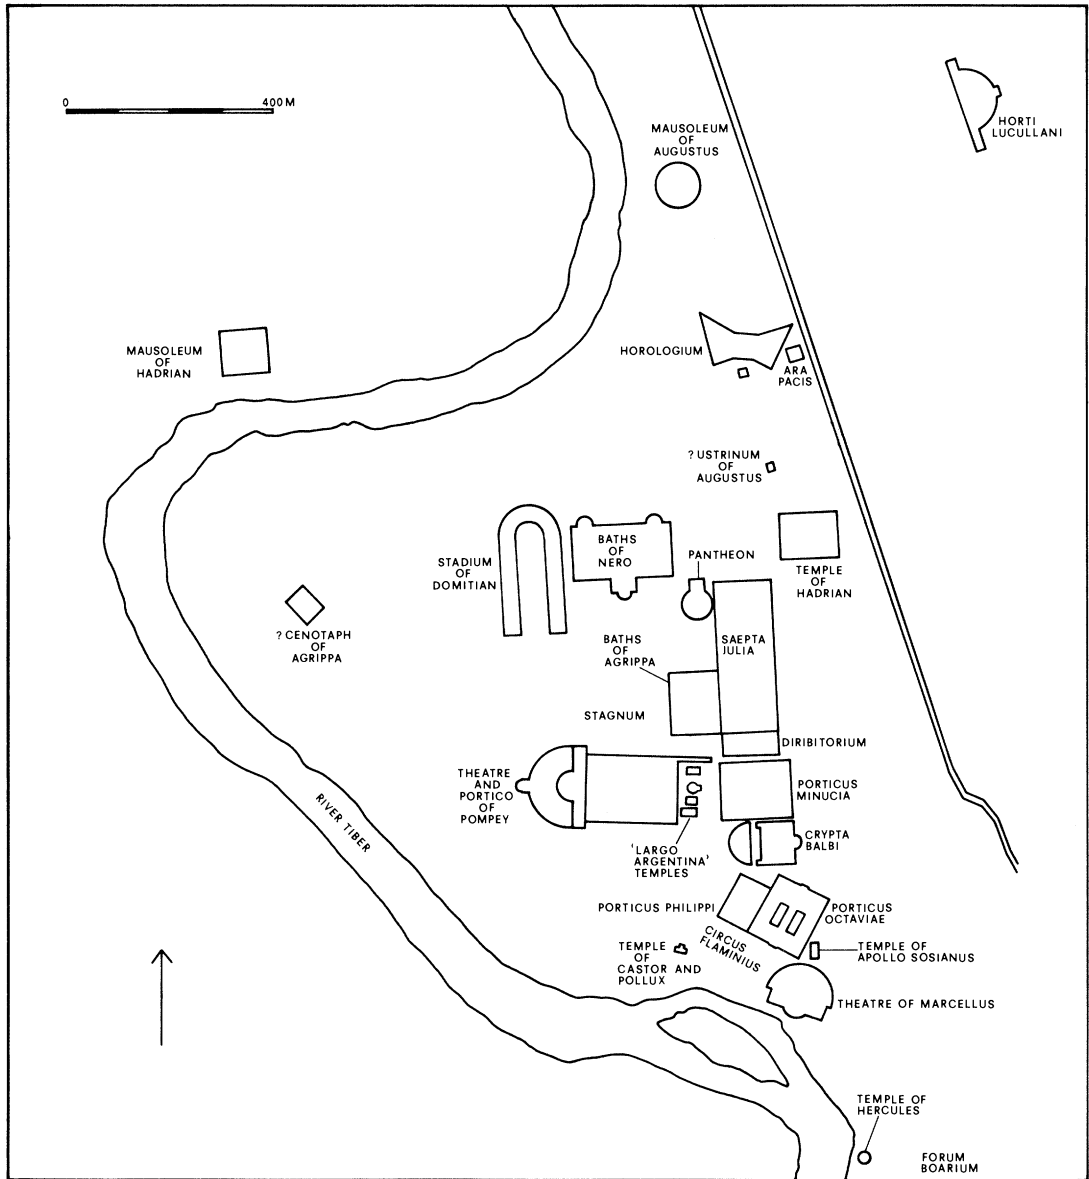 0 400 M
HORTI
LUCULLANI
MAUSOLEUM
OF
AUGUSTUS
MAUSOLEUM
OF
HADRIAN
HOROLOGIUM
ARA
PACIS
? USTRINUM
OF
AUGUSTUS
STADIUM
OF
DOMITIAN
BATHS
OF
NERO
PANTHEON
TEMPLE
OF
HADRIAN
? CENOTAPH
OF
AGRIPPA
BATHS
OF
AGRIPPA
SAEPTA
JULIA
STAGNUM
DIRIBITORIUM
THEATRE
AND
PORTICO
OF
POMPEY
PORTICUS
MINUCIA
RIVER TIBER
'LARGO
ARGENTINA'
TEMPLES
CRYPTA
BALBI
PORTICUS PHILIPPI
PORTICUS
OCTAVIAE
CIRCUS
FLAMINIUS
TEMPLE
OF
CASTOR AND
POLLUX
TEMPLE OF
APOLLO SOSIANUS
THEATRE OF MARCELLUS
TEMPLE OF
HERCULES
FORUM
BOARIUM